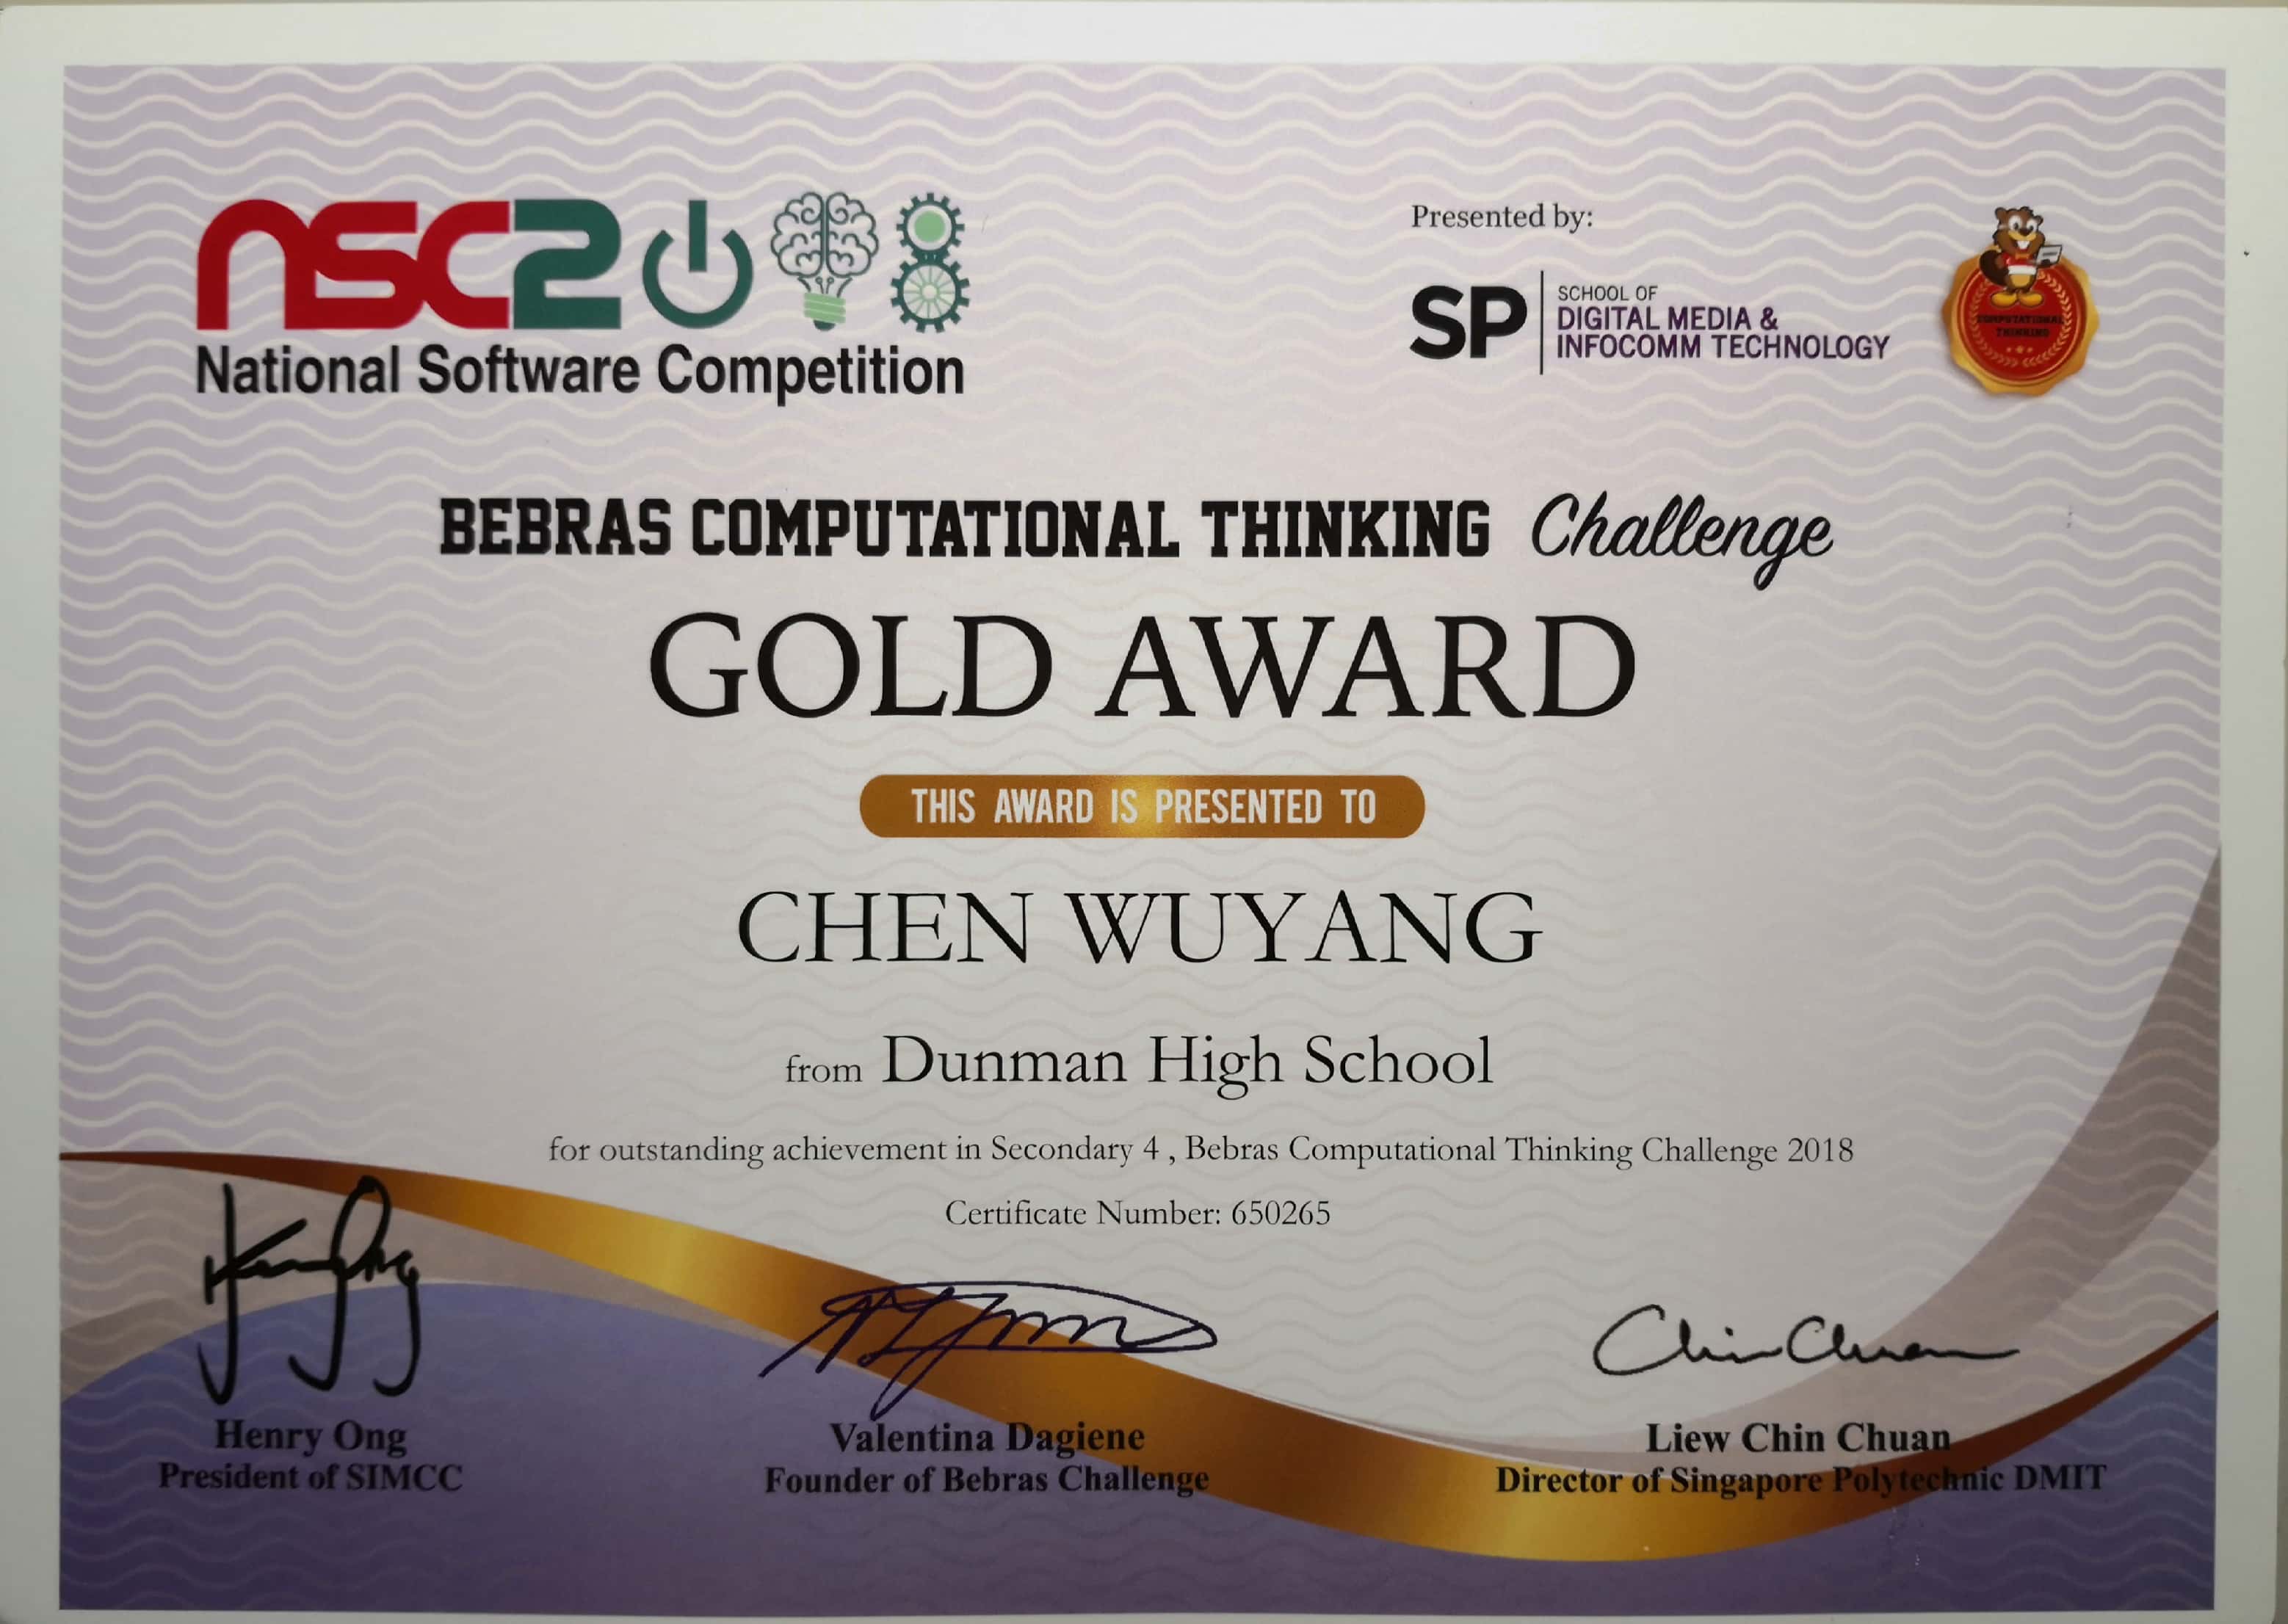 nsc2018
National Software Competition
Presented by:
SP
SCHOOL OF
DIGITAL MEDIA &
INFOCOMM TECHNOLOGY
COMPUTATIONAL
THINKING
BEBRAS COMPUTATIONAL THINKING Challenge
GOLD AWARD
THIS AWARD IS PRESENTED TO
CHEN WUYANG
from Dunman High School
for outstanding achievement in Secondary 4 , Bebras Computational Thinking Challenge 2018
Certificate Number: 650265
Chin Chuan
Henry Ong
President of SIMCC
Valentina Dagiene
Founder of Bebras Challenge
Liew Chin Chuan
Director of Singapore Polytechnic DMIT